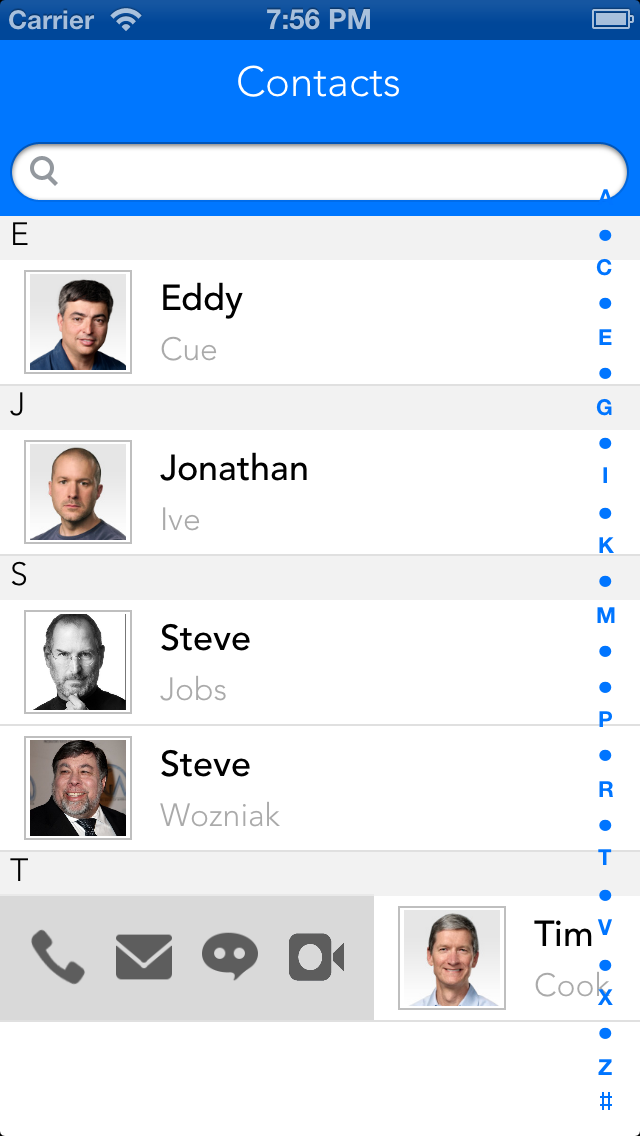 Carrier 7:56 PM
Contacts
A
E
C
Eddy
E
Cue
J
G
Jonathan
I
Ive
K
S
M
Steve
Jobs
P
Steve
R
Wozniak
T
T
Tim
V
Cook
X
Z
#